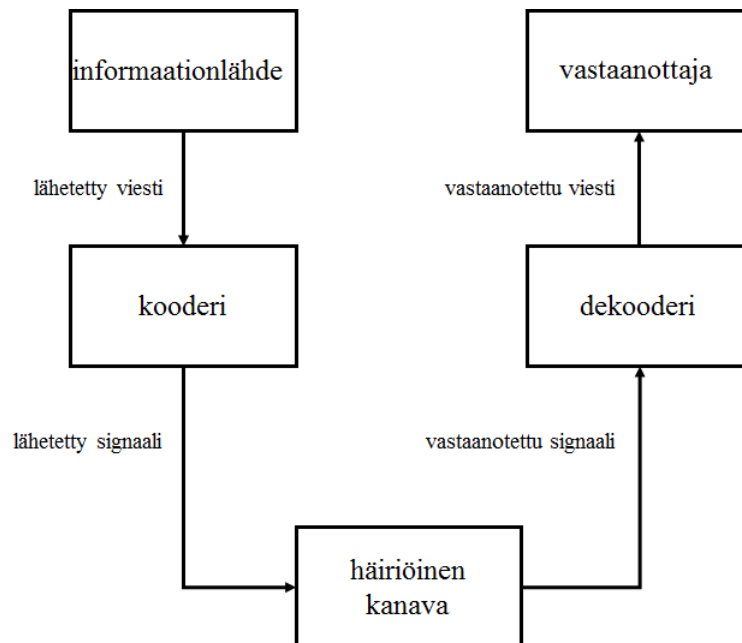 informaationlähde
vastaanottaja
lähetetty viesti
vastaanotettu viesti
kooderi
dekooderi
lähetetty signaali
vastaanotettu signaali
häiriöinen
kanava